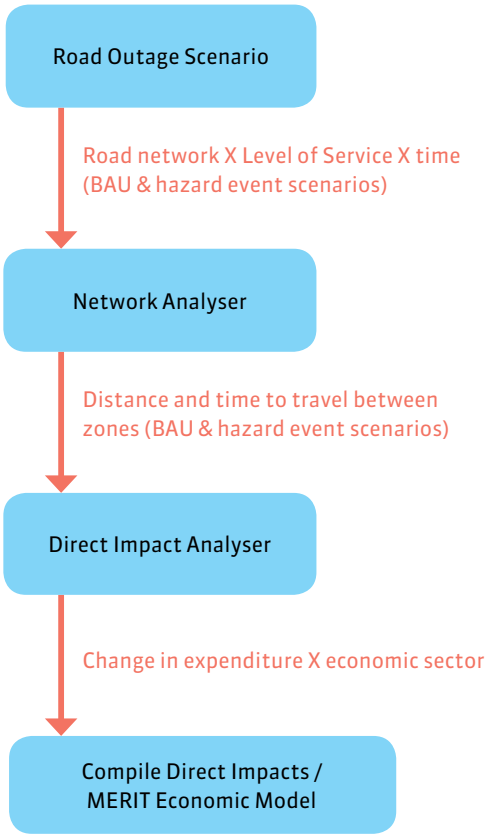 Road Outage Scenario
Road network X Level of Service X time
(BAU & hazard event scenarios)
Network Analyser
Distance and time to travel between
zones (BAU & hazard event scenarios)
Direct Impact Analyser
Change in expenditure X economic sector
Compile Direct Impacts /
MERIT Economic Model